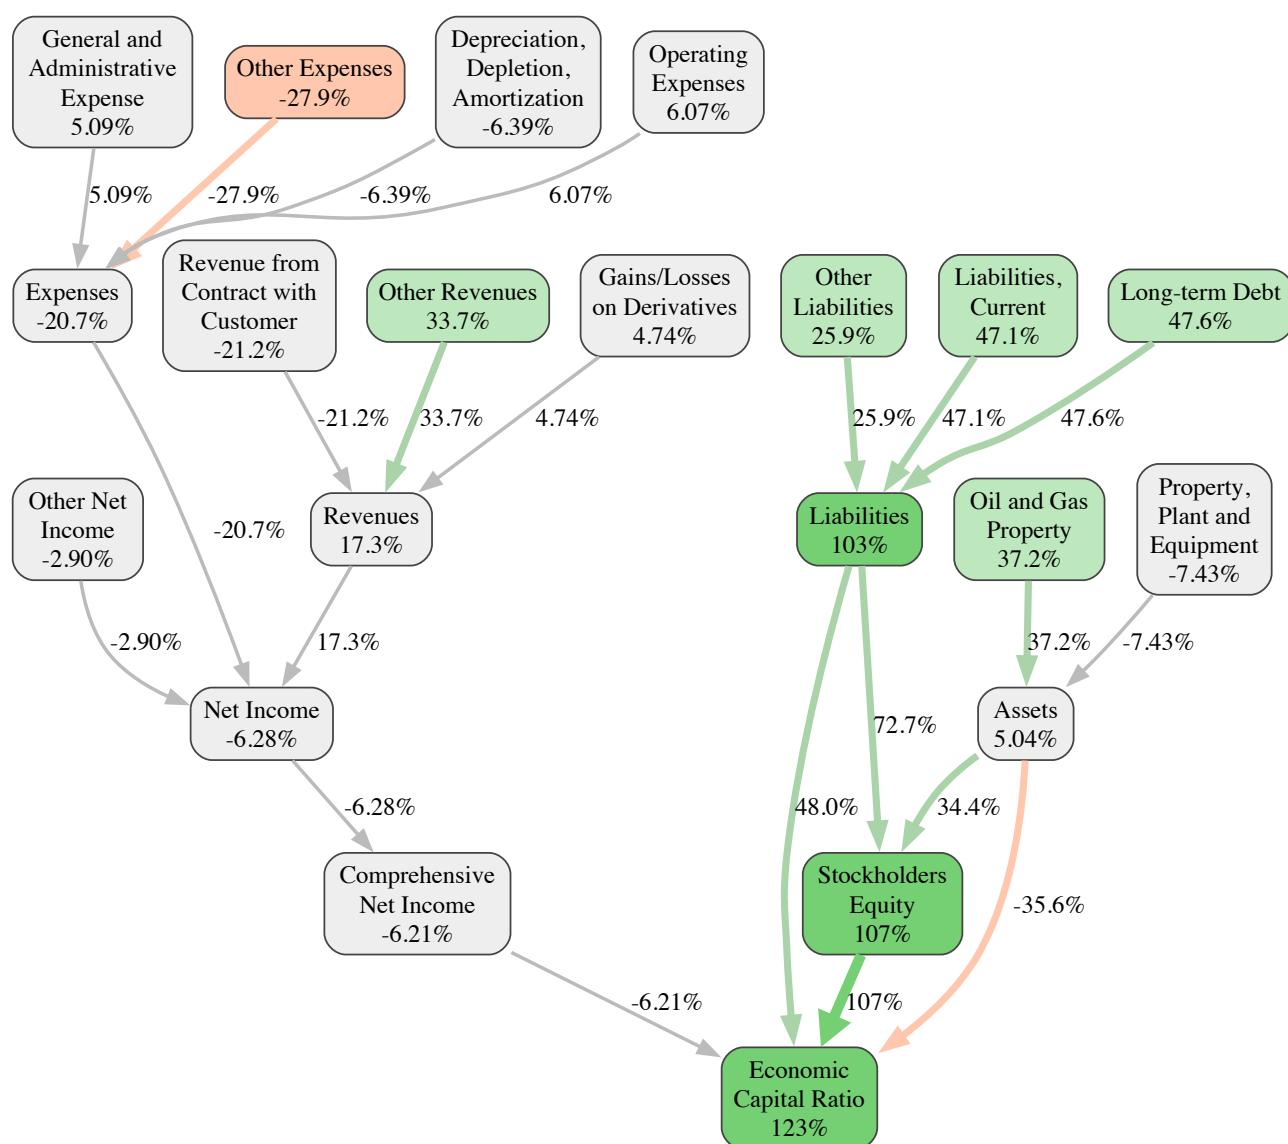 General and
Administrative
Expense
5.09%
Other Expenses
-27.9%
Depreciation,
Depletion,
Amortization
-6.39%
Operating
Expenses
6.07%
5.09%
-27.9%
-6.39%
6.07%
Expenses
-20.7%
Revenue from
Contract with
Customer
-21.2%
Other Revenues
33.7%
Gains/Losses
on Derivatives
4.74%
Other
Liabilities
25.9%
Liabilities,
Current
47.1%
Long-term Debt
47.6%
-21.2%
33.7%
4.74%
25.9%
47.1%
47.6%
Other Net
Income
-2.90%
-20.7%
Revenues
17.3%
Liabilities
103%
Oil and Gas
Property
37.2%
Property,
Plant and
Equipment
-7.43%
-2.90%
17.3%
37.2%
-7.43%
Net Income
-6.28%
72.7%
Assets
5.04%
-6.28%
48.0%
34.4%
Comprehensive
Net Income
-6.21%
Stockholders
Equity
107%
-35.6%
-6.21%
107%
Economic
Capital Ratio
123%